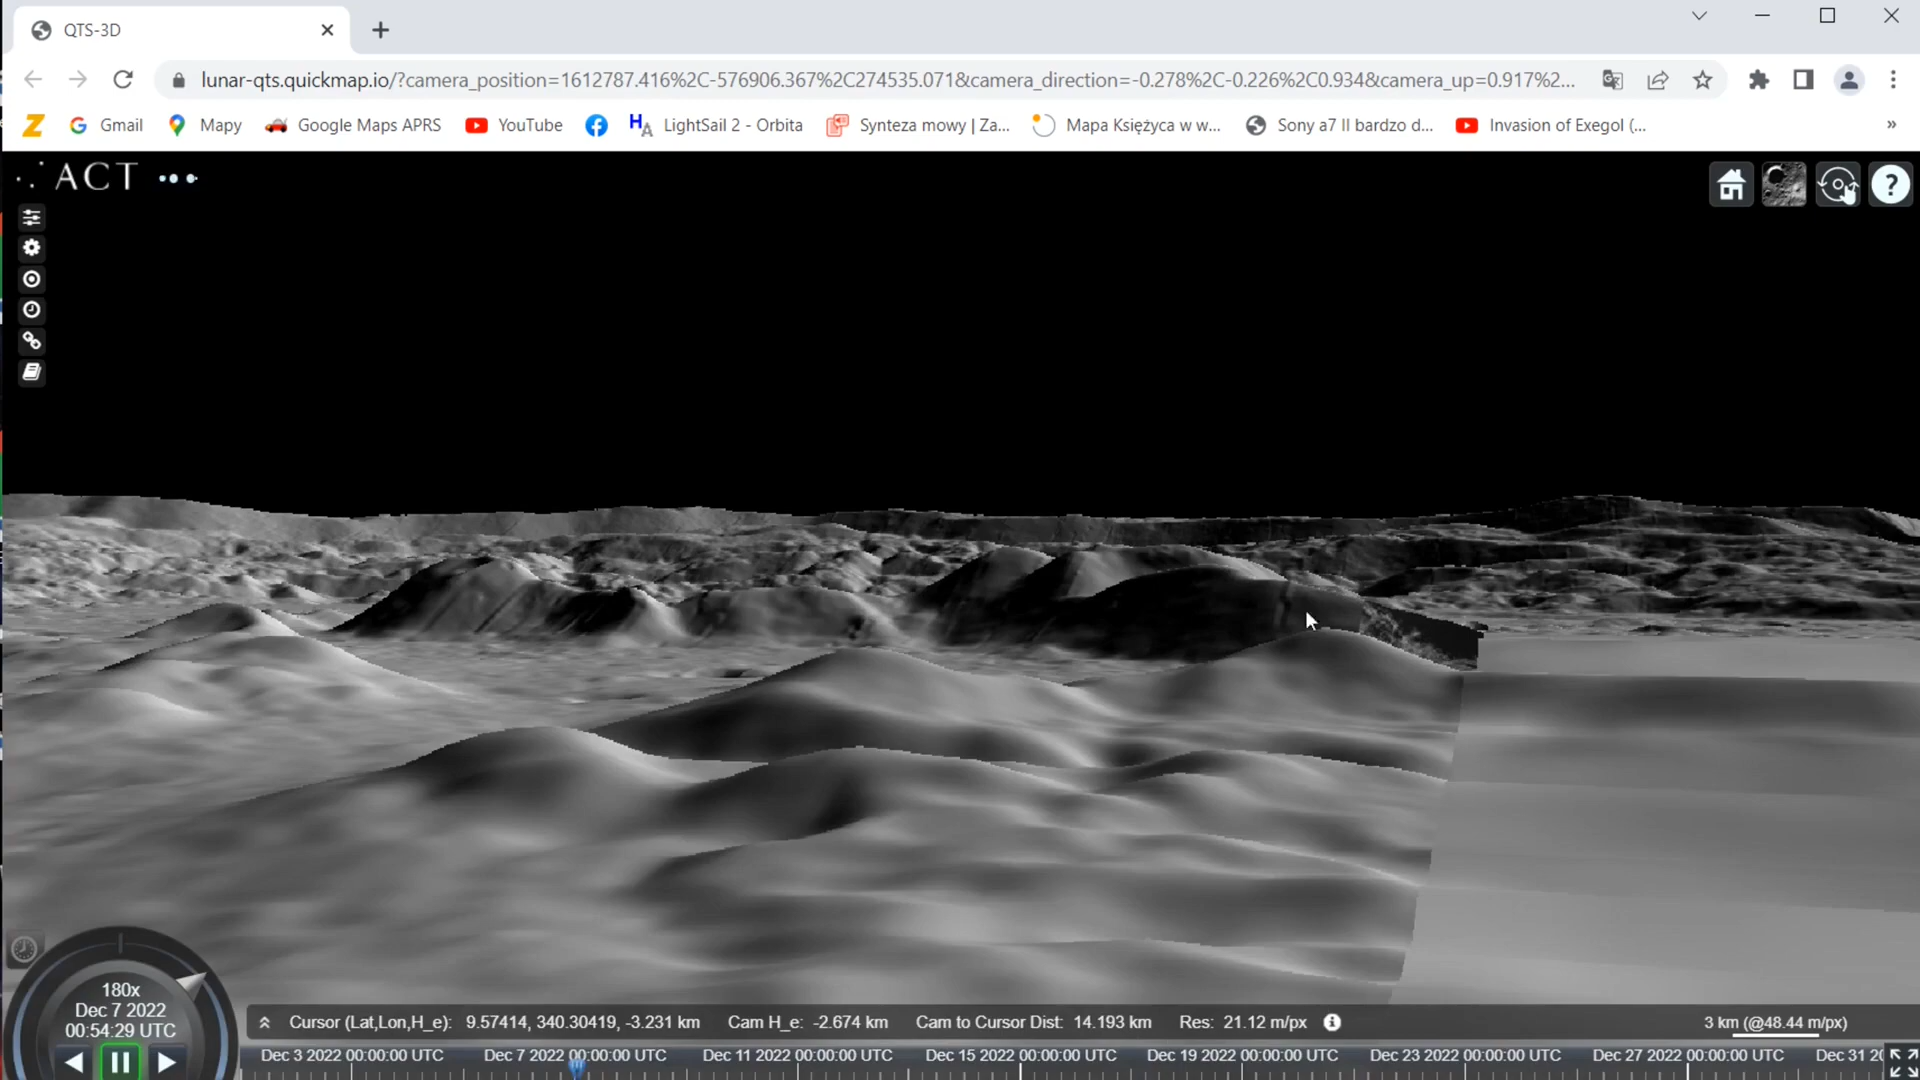 QTS-3D
lunar-qts.quickmap.io/?camera_position=1612787.416%2C-576906.367%2C274535.071&camera_direction=-0.278%2C-0.226%2C0.934&camera_up=0.917%2...
Gmail Mapy Google Maps APRS YouTube LightSail 2 - Orbita Synteza mowy | Za... Mapa Księżyca w w... Sony a7 II bardzo d... Invasion of Exegol (... »
ACT
?
180x
Dec 7 2022
00:54:29 UTC
Cursor (Lat,Lon,H_e): 9.57414, 340.30419, -3.231 km Cam H_e: -2.674 km Cam to Cursor Dist: 14.193 km Res: 21.12 m/px 3 km (@48.44 m/px)
Dec 3 2022 00:00:00 UTC Dec 7 2022 00:00:00 UTC Dec 11 2022 00:00:00 UTC Dec 15 2022 00:00:00 UTC Dec 19 2022 00:00:00 UTC Dec 23 2022 00:00:00 UTC Dec 27 2022 00:00:00 UTC Dec 31 20